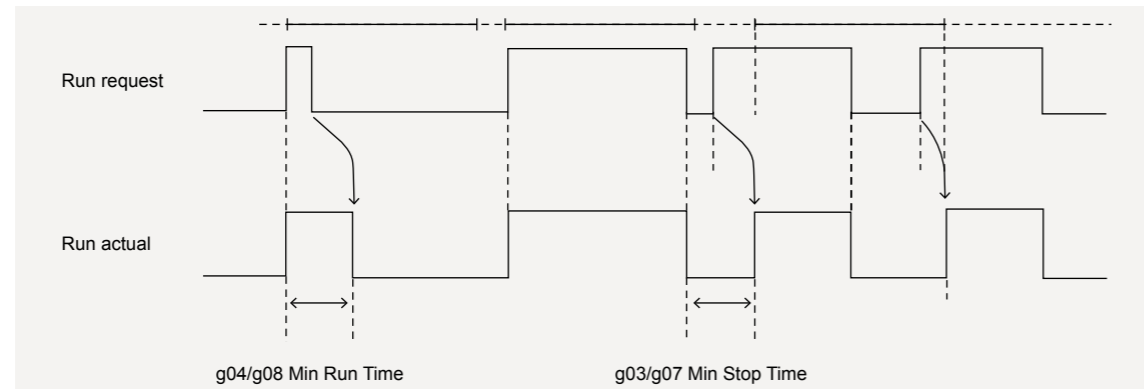 Run request
Run actual
g04/g08 Min Run Time
g03/g07 Min Stop Time